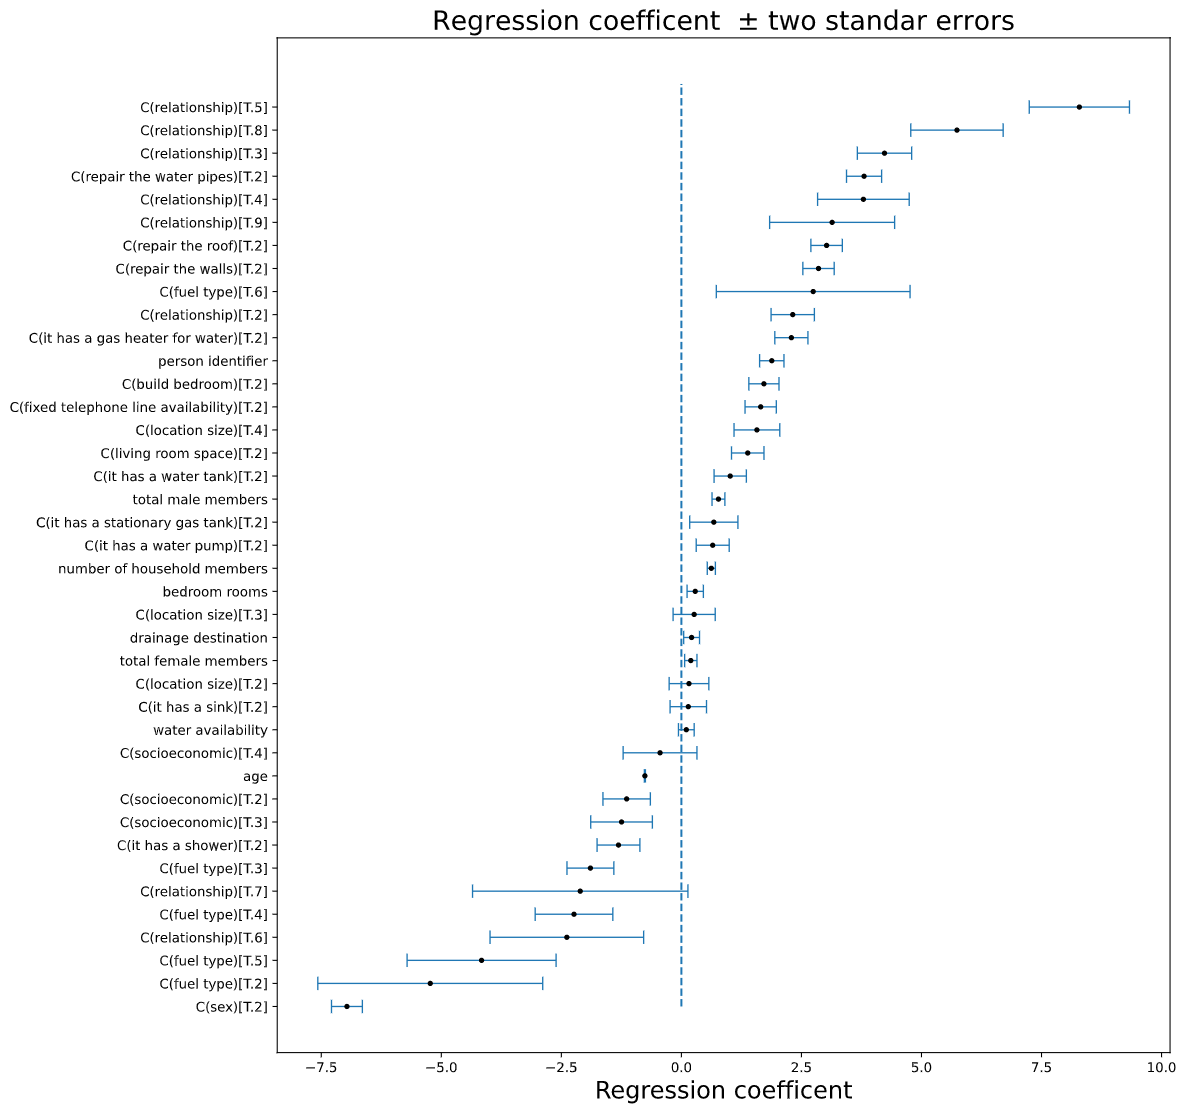 Regression coefficent  ± two standar errors
C(relationship)[T.5]
C(relationship)[T.8]
C(relationship)[T.3]
C(repair the water pipes)[T.2]
C(relationship)[T.4]
C(relationship)[T.9]
C(repair the roof)[T.2]
C(repair the walls)[T.2]
C(fuel type)[T.6]
C(relationship)[T.2]
C(it has a gas heater for water)[T.2]
person identifier
C(build bedroom)[T.2]
C(fixed telephone line availability)[T.2]
C(location size)[T.4]
C(living room space)[T.2]
C(it has a water tank)[T.2]
total male members
C(it has a stationary gas tank)[T.2]
C(it has a water pump)[T.2]
number of household members
bedroom rooms
C(location size)[T.3]
drainage destination
total female members
C(location size)[T.2]
C(it has a sink)[T.2]
water availability
C(socioeconomic)[T.4]
age
C(socioeconomic)[T.2]
C(socioeconomic)[T.3]
C(it has a shower)[T.2]
C(fuel type)[T.3]
C(relationship)[T.7]
C(fuel type)[T.4]
C(relationship)[T.6]
C(fuel type)[T.5]
C(fuel type)[T.2]
C(sex)[T.2]
−7.5 −5.0 −2.5 0.0 2.5 5.0 7.5 10.0
Regression coefficent